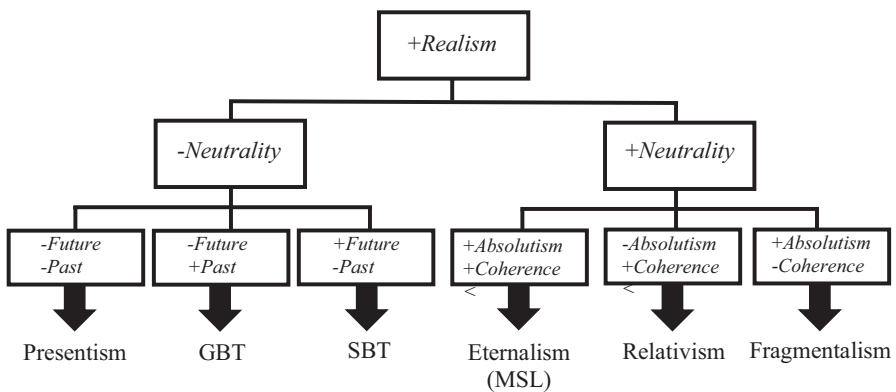 +Realism
-Neutrality
+Neutrality
-Future
-Past
-Future
+Past
+Future
-Past
+Absolutism
+Coherence
<
-Absolutism
+Coherence
<
+Absolutism
-Coherence
Presentism
GBT
SBT
Eternalism
(MSL)
Relativism
Fragmentalism